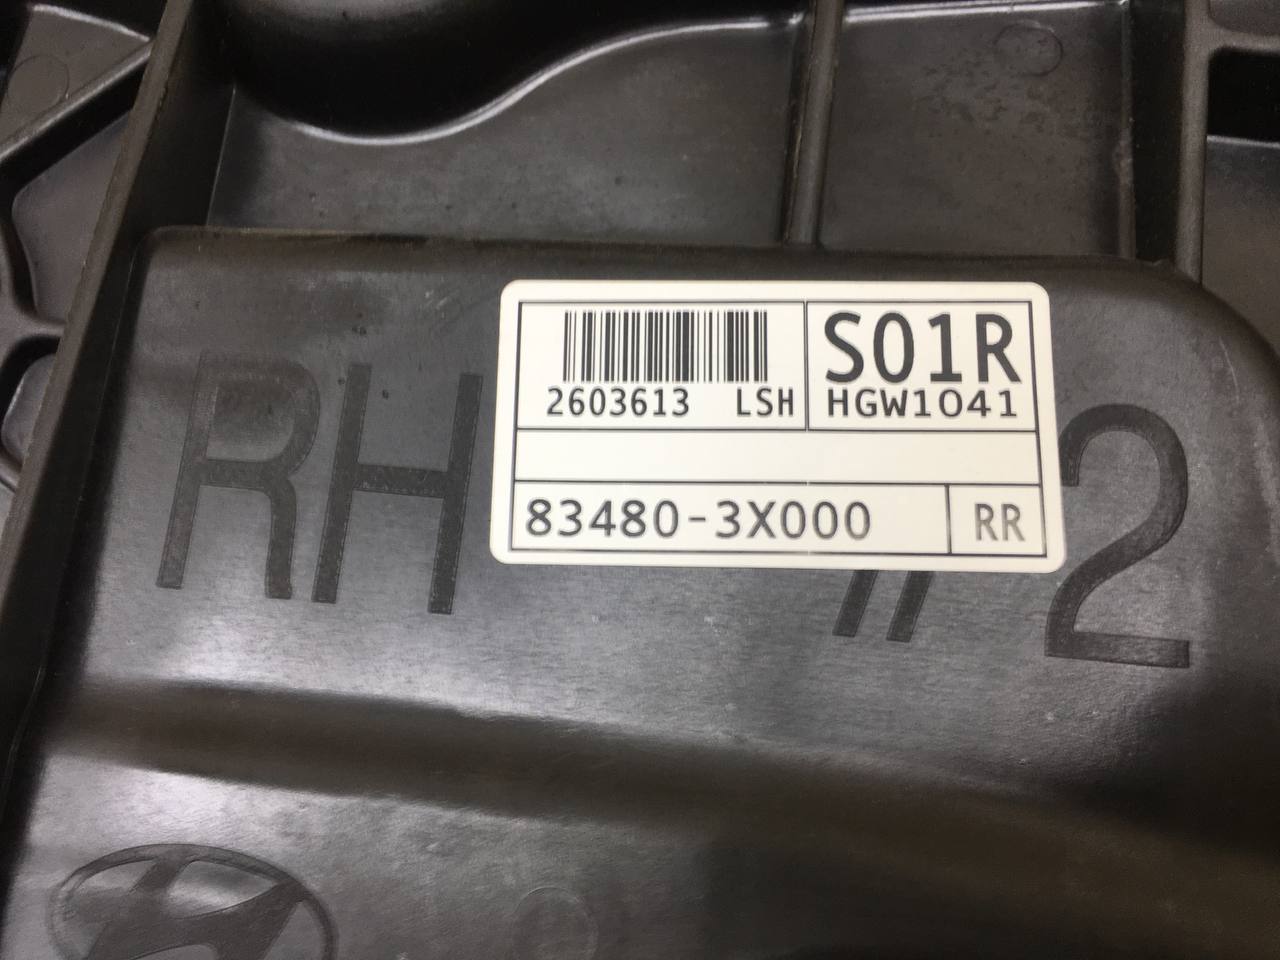 S01R
2603613 LSH HGW1041
RH #2
83480-3X000 RR